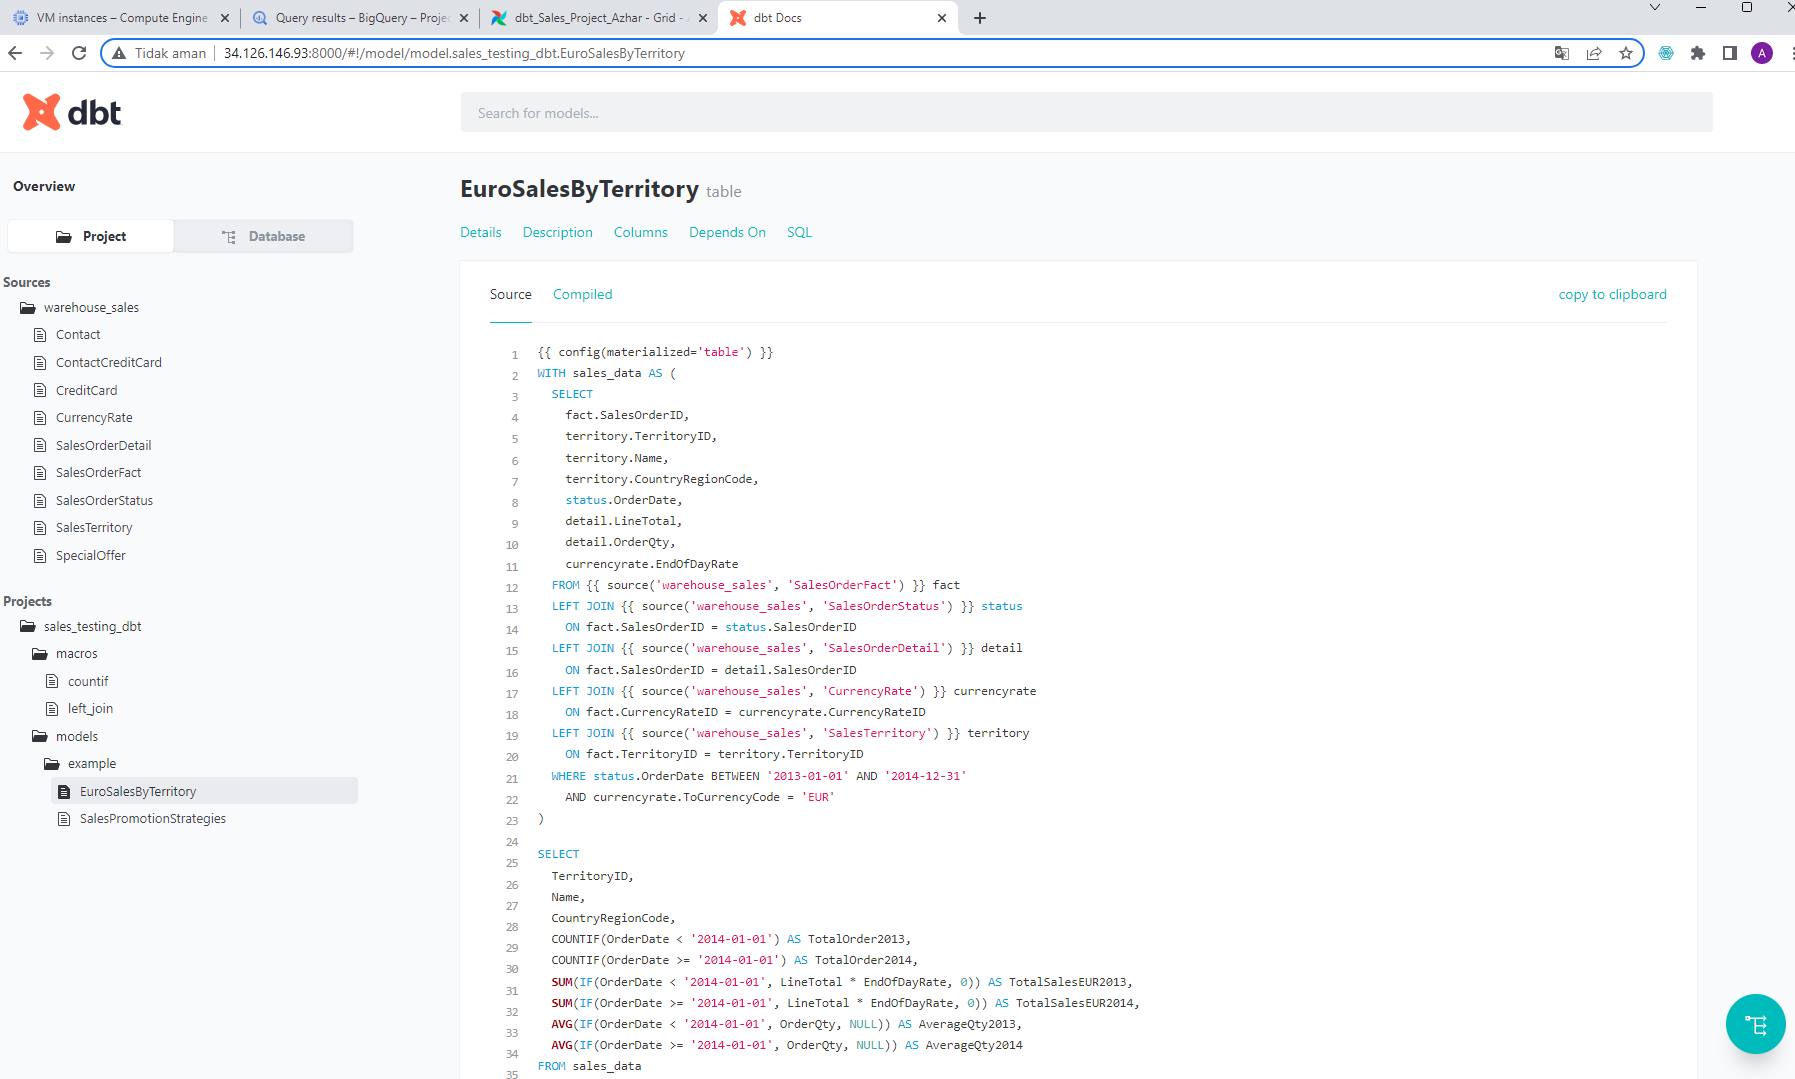 VM instances – Compute Engine
Query results – BigQuery – Proje
dbt_Sales_Project_Azhar - Grid -
dbt Docs
Tidak aman
34.126.146.93:8000/#!/model/model.sales_testing_dbt.EuroSalesByTerritory
A
dbt
Search for models...
Overview
Project
Database
Sources
warehouse_sales
Contact
ContactCreditCard
CreditCard
CurrencyRate
SalesOrderDetail
SalesOrderFact
SalesOrderStatus
SalesTerritory
SpecialOffer
Projects
sales_testing_dbt
macros
countif
left_join
models
example
EuroSalesByTerritory
SalesPromotionStrategies
EuroSalesByTerritory table
Details Description Columns Depends On SQL
Source Compiled copy to clipboard
1 {{ config(materialized='table') }}
2 WITH sales_data AS (
3 SELECT
4 fact.SalesOrderID,
5 territory.TerritoryID,
6 territory.Name,
7 territory.CountryRegionCode,
8 status.OrderDate,
9 detail.LineTotal,
10 detail.OrderQty,
11 currencyrate.EndOfDayRate
12 FROM {{ source('warehouse_sales', 'SalesOrderFact') }} fact
13 LEFT JOIN {{ source('warehouse_sales', 'SalesOrderStatus') }} status
14 ON fact.SalesOrderID = status.SalesOrderID
15 LEFT JOIN {{ source('warehouse_sales', 'SalesOrderDetail') }} detail
16 ON fact.SalesOrderID = detail.SalesOrderID
17 LEFT JOIN {{ source('warehouse_sales', 'CurrencyRate') }} currencyrate
18 ON fact.CurrencyRateID = currencyrate.CurrencyRateID
19 LEFT JOIN {{ source('warehouse_sales', 'SalesTerritory') }} territory
20 ON fact.TerritoryID = territory.TerritoryID
21 WHERE status.OrderDate BETWEEN '2013-01-01' AND '2014-12-31'
22 AND currencyrate.ToCurrencyCode = 'EUR'
23 )
24
25 SELECT
26 TerritoryID,
27 Name,
28 CountryRegionCode,
29 COUNTIF(OrderDate < '2014-01-01') AS TotalOrder2013,
30 COUNTIF(OrderDate >= '2014-01-01') AS TotalOrder2014,
31 SUM(IF(OrderDate < '2014-01-01', LineTotal * EndOfDayRate, 0)) AS TotalSalesEUR2013,
32 SUM(IF(OrderDate >= '2014-01-01', LineTotal * EndOfDayRate, 0)) AS TotalSalesEUR2014,
33 AVG(IF(OrderDate < '2014-01-01', OrderQty, NULL)) AS AverageQty2013,
34 AVG(IF(OrderDate >= '2014-01-01', OrderQty, NULL)) AS AverageQty2014
35 FROM sales_data